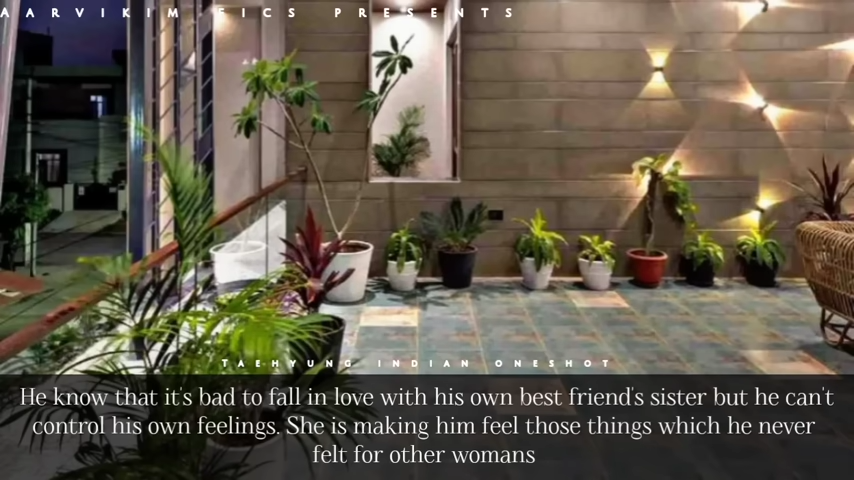 AARVIKIM FICS PRESENTS
TAEHYUNG INDIAN ONESHOT
He know that it's bad to fall in love with his own best friend's sister but he can't
control his own feelings. She is making him feel those things which he never
felt for other womans